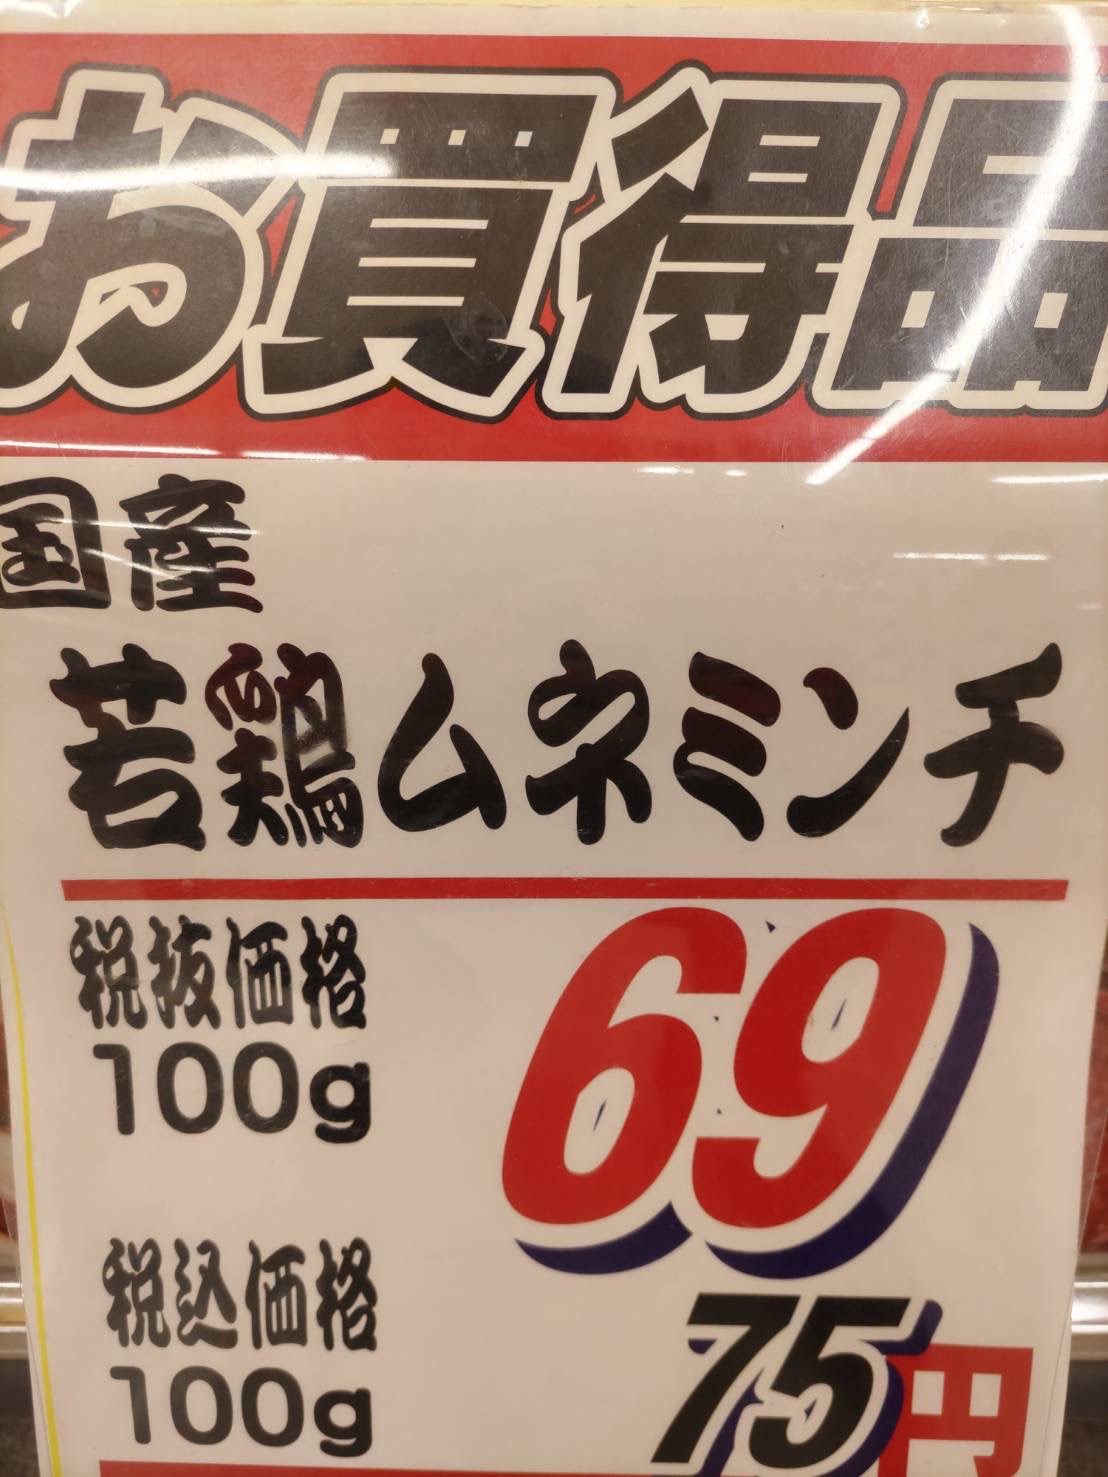 お買得品
国産
若鶏ムネミンチ
税抜価格
100g
69
税込価格
100g
75円